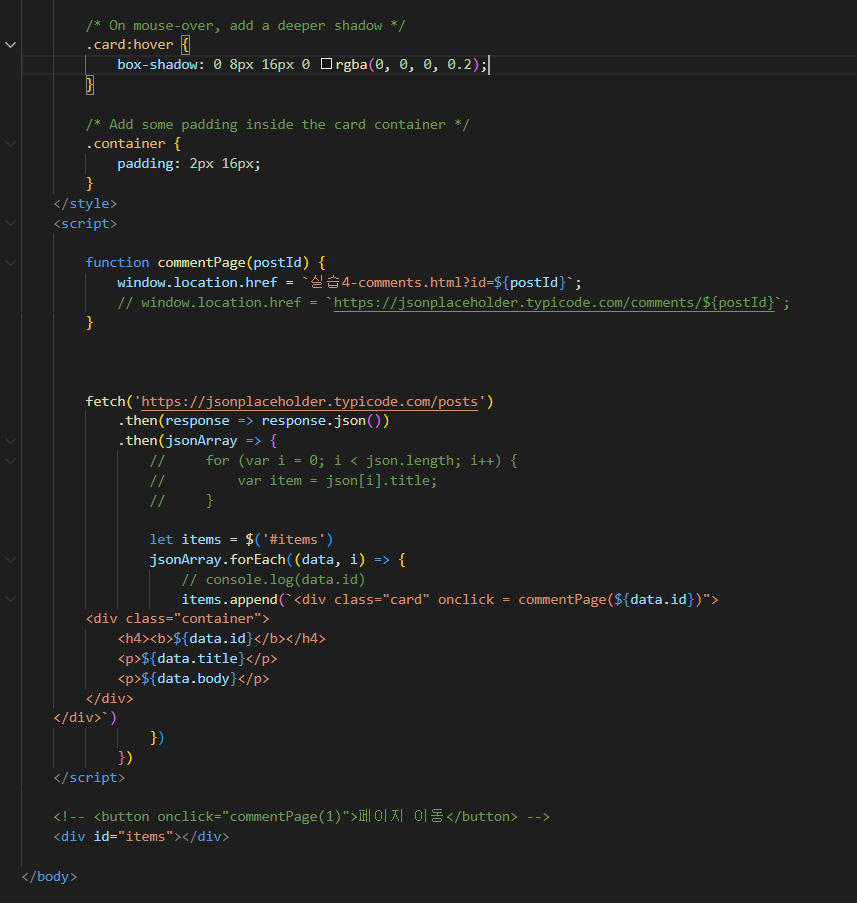 /* On mouse-over, add a deeper shadow */
.card:hover {
box-shadow: 0 8px 16px 0 rgba(0, 0, 0, 0.2);
}
/* Add some padding inside the card container */
.container {
padding: 2px 16px;
}
</style>
<script>
function commentPage(postId) {
window.location.href = `실습4-comments.html?id=${postId}`;
// window.location.href = `https://jsonplaceholder.typicode.com/comments/${postId}`;
}
fetch('https://jsonplaceholder.typicode.com/posts')
.then(response => response.json())
.then(jsonArray => {
//     for (var i = 0; i < json.length; i++) {
//         var item = json[i].title;
//     }
let items = $('#items')
jsonArray.forEach((data, i) => {
// console.log(data.id)
items.append(`<div class="card" onclick = commentPage(${data.id})">
<div class="container">
<h4><b>${data.id}</b></h4>
<p>${data.title}</p>
<p>${data.body}</p>
</div>
</div>`)
})
})
</script>
<!-- <button onclick="commentPage(1)">페이지 이동</button> -->
<div id="items"></div>
</body>